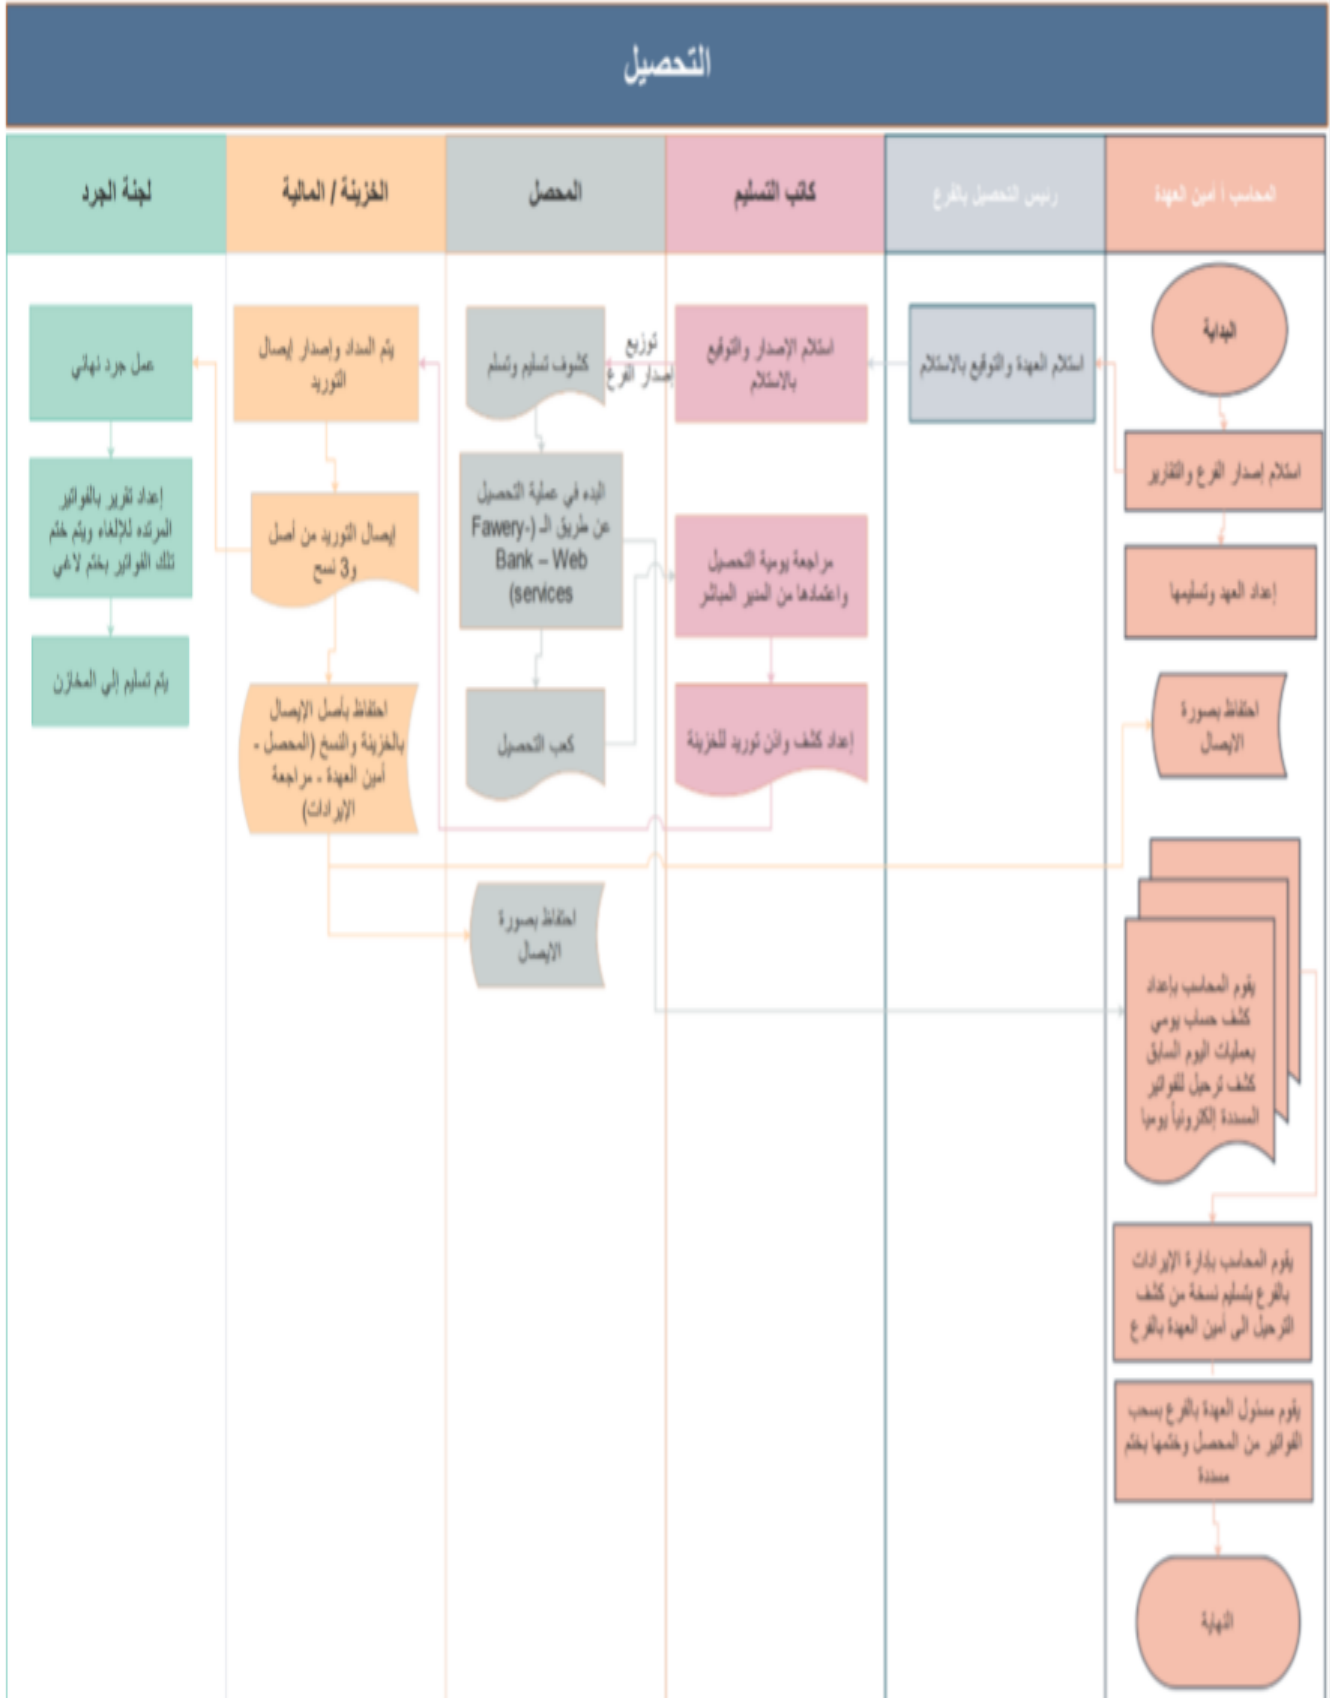 التحصيل
المحاسب / أمين العهدة
رئيس التحصيل بالفرع
كاتب التسليم
المحصل
الخزينة / المالية
لجنة الجرد
البداية
استلام إصدار الفرع والتقارير
إعداد العهد وتسليمها
احتفاظ بصورة
الايصال
يقوم المحاسب بإعداد
كشف حساب يومي
بعمليات اليوم السابق
كشف ترحيل للفواتير
المسددة إلكترونياً يوميا
يقوم المحاسب بإدارة الإيرادات
بالفرع بتسليم نسخة من كشف
الترحيل الى أمين العهدة بالفرع
يقوم مسئول العهدة بالفرع بسحب
الفواتير من المحصل وختمها بختم
مسددة
النهاية
استلام العهدة والتوقيع بالاستلام
استلام الإصدار والتوقيع
بالاستلام
مراجعة يومية التحصيل
واعتمادها من المدير المباشر
إعداد كشف واذن توريد للخزينة
توزيع
إصدار الفرع
كشوف تسليم وتسلم
البدء في عملية التحصيل
عن طريق الـ (Fawery-
Bank – Web
services)
كعب التحصيل
احتفاظ بصورة
الايصال
يتم السداد وإصدار إيصال
التوريد
إيصال التوريد من أصل
و3 نسح
احتفاظ بأصل الإيصال
بالخزينة والنسخ (المحصل -
أمين العهدة - مراجعة
الإيرادات)
عمل جرد نهائي
إعداد تقرير بالفواتير
المرتده للإلغاء ويتم ختم
تلك الفواتير بختم لاغي
يتم تسليم إلي المخازن